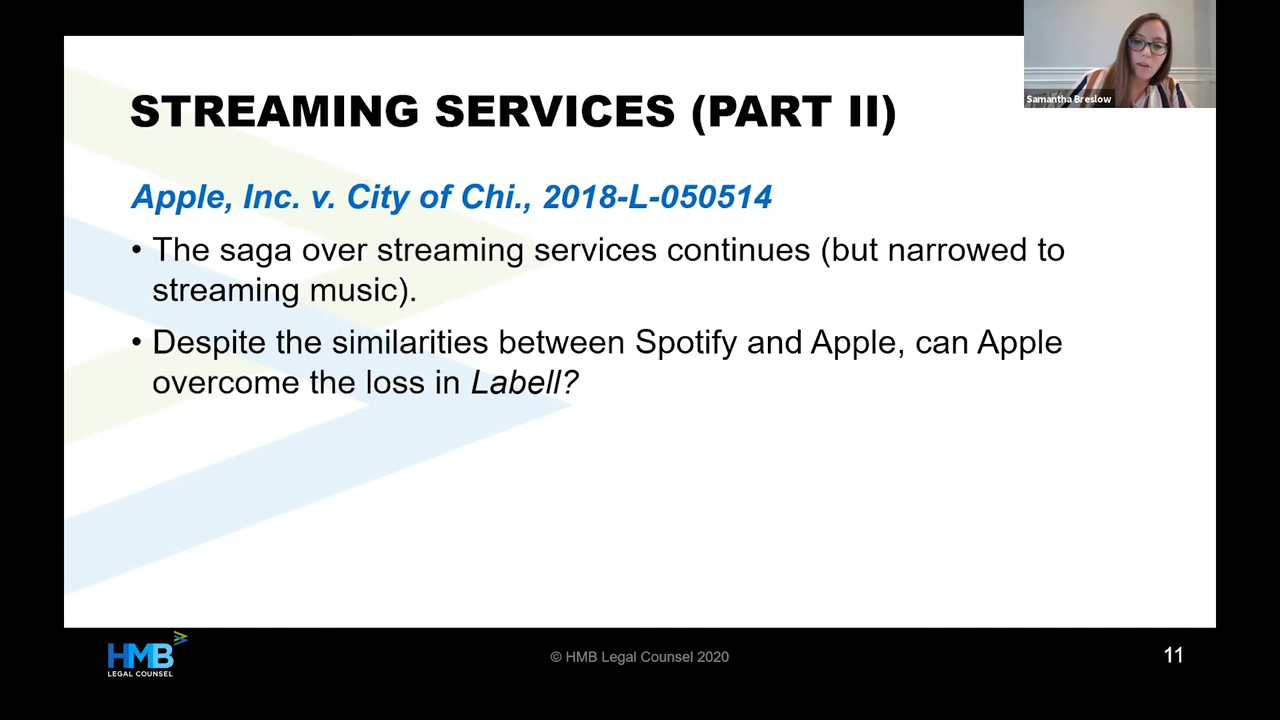 Samantha Breslow
STREAMING SERVICES (PART II)
Apple, Inc. v. City of Chi., 2018-L-050514
• The saga over streaming services continues (but narrowed to
streaming music).
• Despite the similarities between Spotify and Apple, can Apple
overcome the loss in Labell?
HMB
LEGAL COUNSEL
© HMB Legal Counsel 2020
11